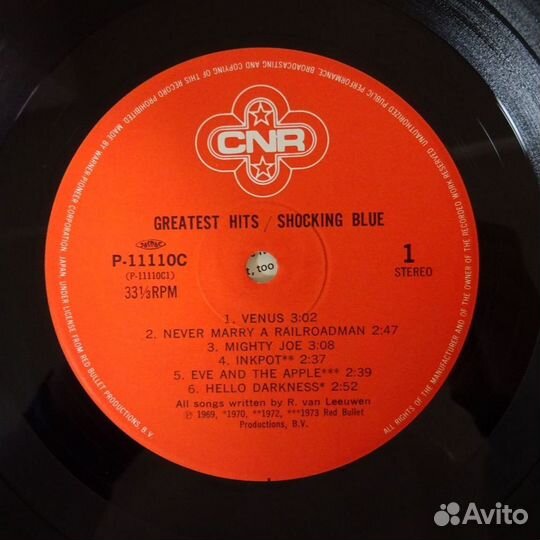 UNAUTHORIZED PUBLIC PERFORMANCE, BROADCASTING AND COPYING OF THIS RECORD PROHIBITED. MADE BY WARNER-PIONEER CORPORATION, JAPAN. UNDER LICENSE FROM RED BULLET PRODUCTIONS, B.V.
ALL RIGHTS OF THE MANUFACTURER AND OF THE OWNER OF THE RECORDED WORK RESERVED
CNR
GREATEST HITS / SHOCKING BLUE
P-11110C
(P-11110C1)
33⅓RPM
, too
1
STEREO
1. VENUS 3:02
2. NEVER MARRY A RAILROADMAN 2:47
3. MIGHTY JOE 3:08
4. INKPOT** 2:37
5. EVE AND THE APPLE*** 2:39
6. HELLO DARKNESS* 2:52
All songs written by R. van Leeuwen
℗ 1969, *1970, **1972, ***1973 Red Bullet
Productions, B.V.
Avito